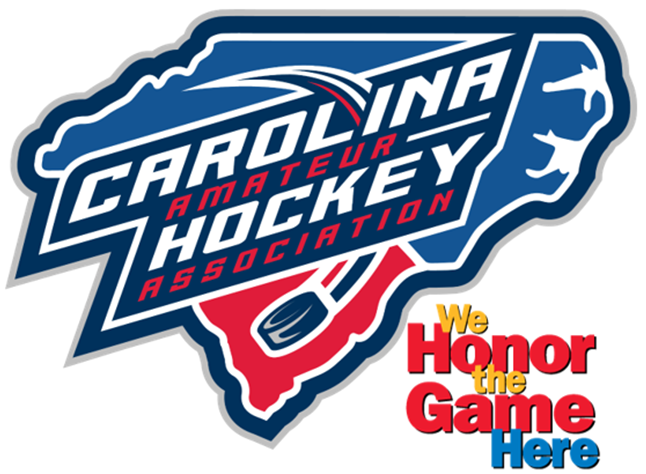 CAROLINA
AMATEUR
HOCKEY
ASSOCIATION
We
Honor
the
Game
Here